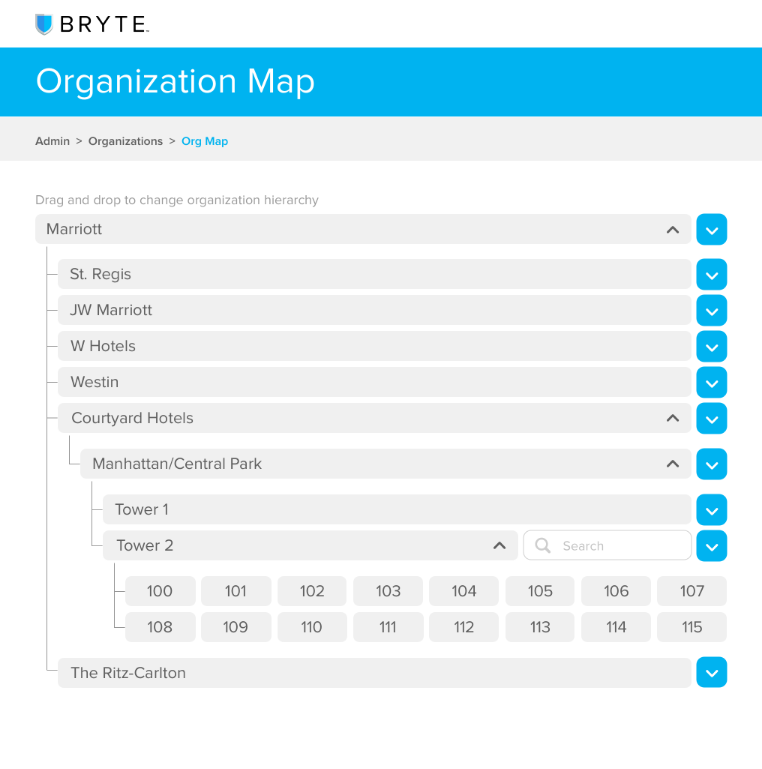 BRYTE™
Organization Map
Admin > Organizations > Org Map
Drag and drop to change organization hierarchy
Marriott
St. Regis
JW Marriott
W Hotels
Westin
Courtyard Hotels
Manhattan/Central Park
Tower 1
Tower 2 Search
100 101 102 103 104 105 106 107
108 109 110 111 112 113 114 115
The Ritz-Carlton